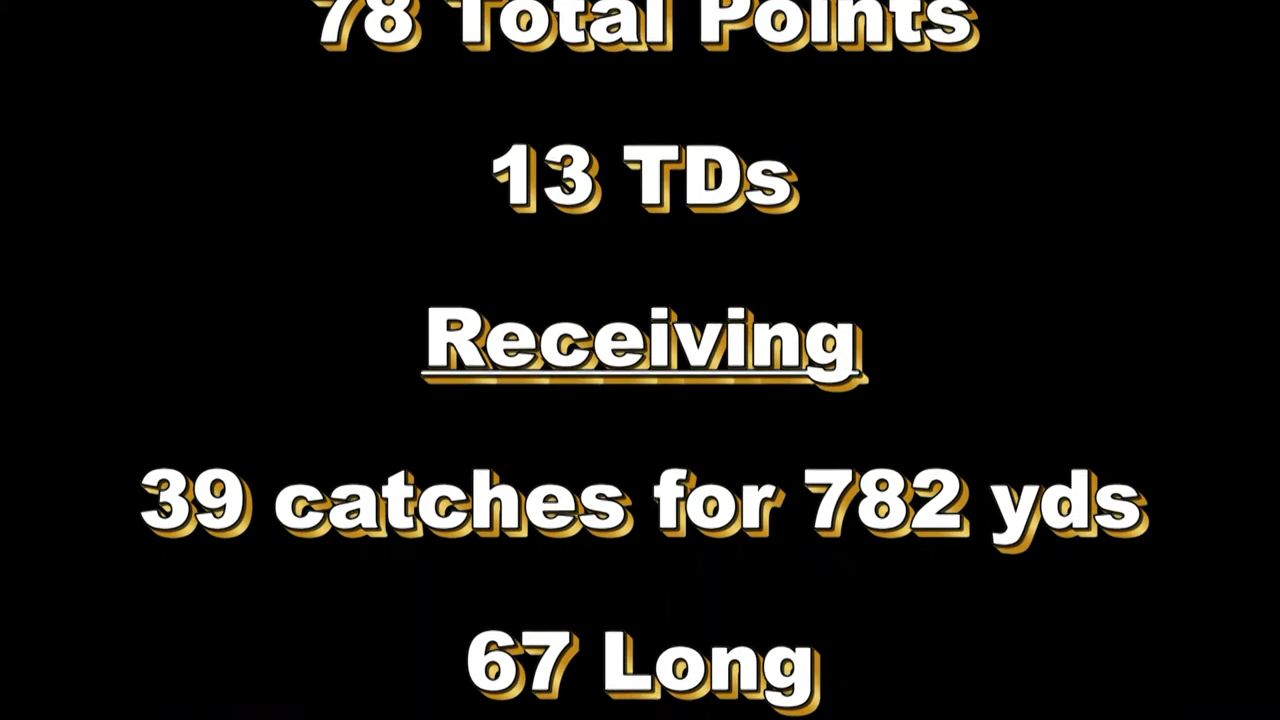 78 Total Points
13 TDs
Receiving
39 catches for 782 yds
67 Long